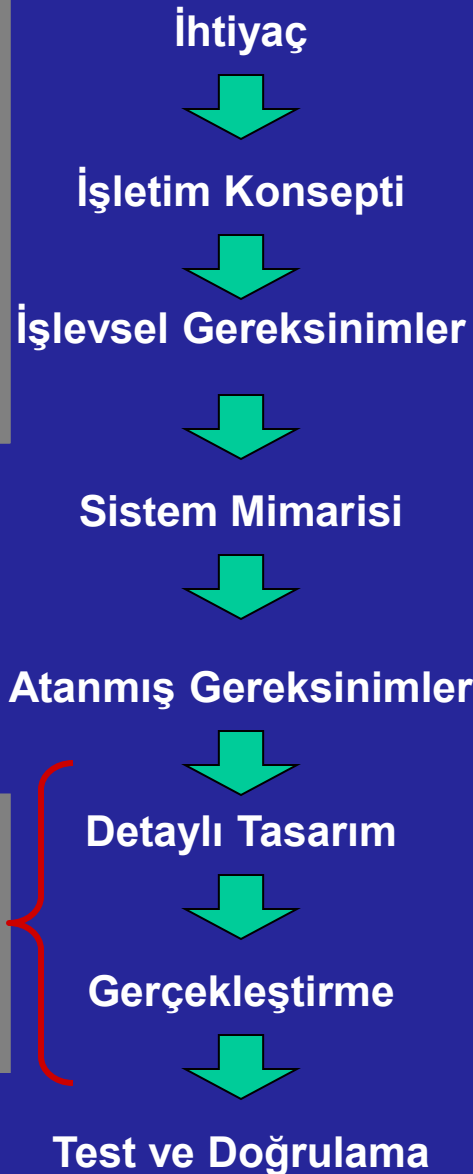 İhtiyaç
İşletim Konsepti
İşlevsel Gereksinimler
Sistem Mimarisi
Atanmış Gereksinimler
Detaylı Tasarım
Gerçekleştirme
Test ve Doğrulama